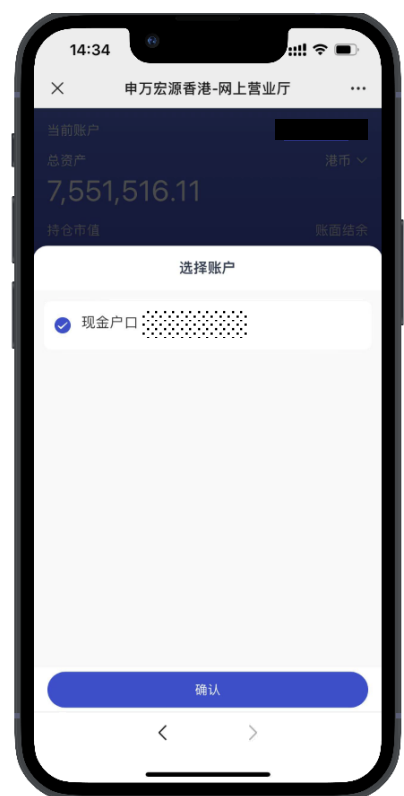 14:34
申万宏源香港-网上营业厅
当前账户
总资产 港币
7,551,516.11
持仓市值 账面结余
选择账户
现金户口
确认